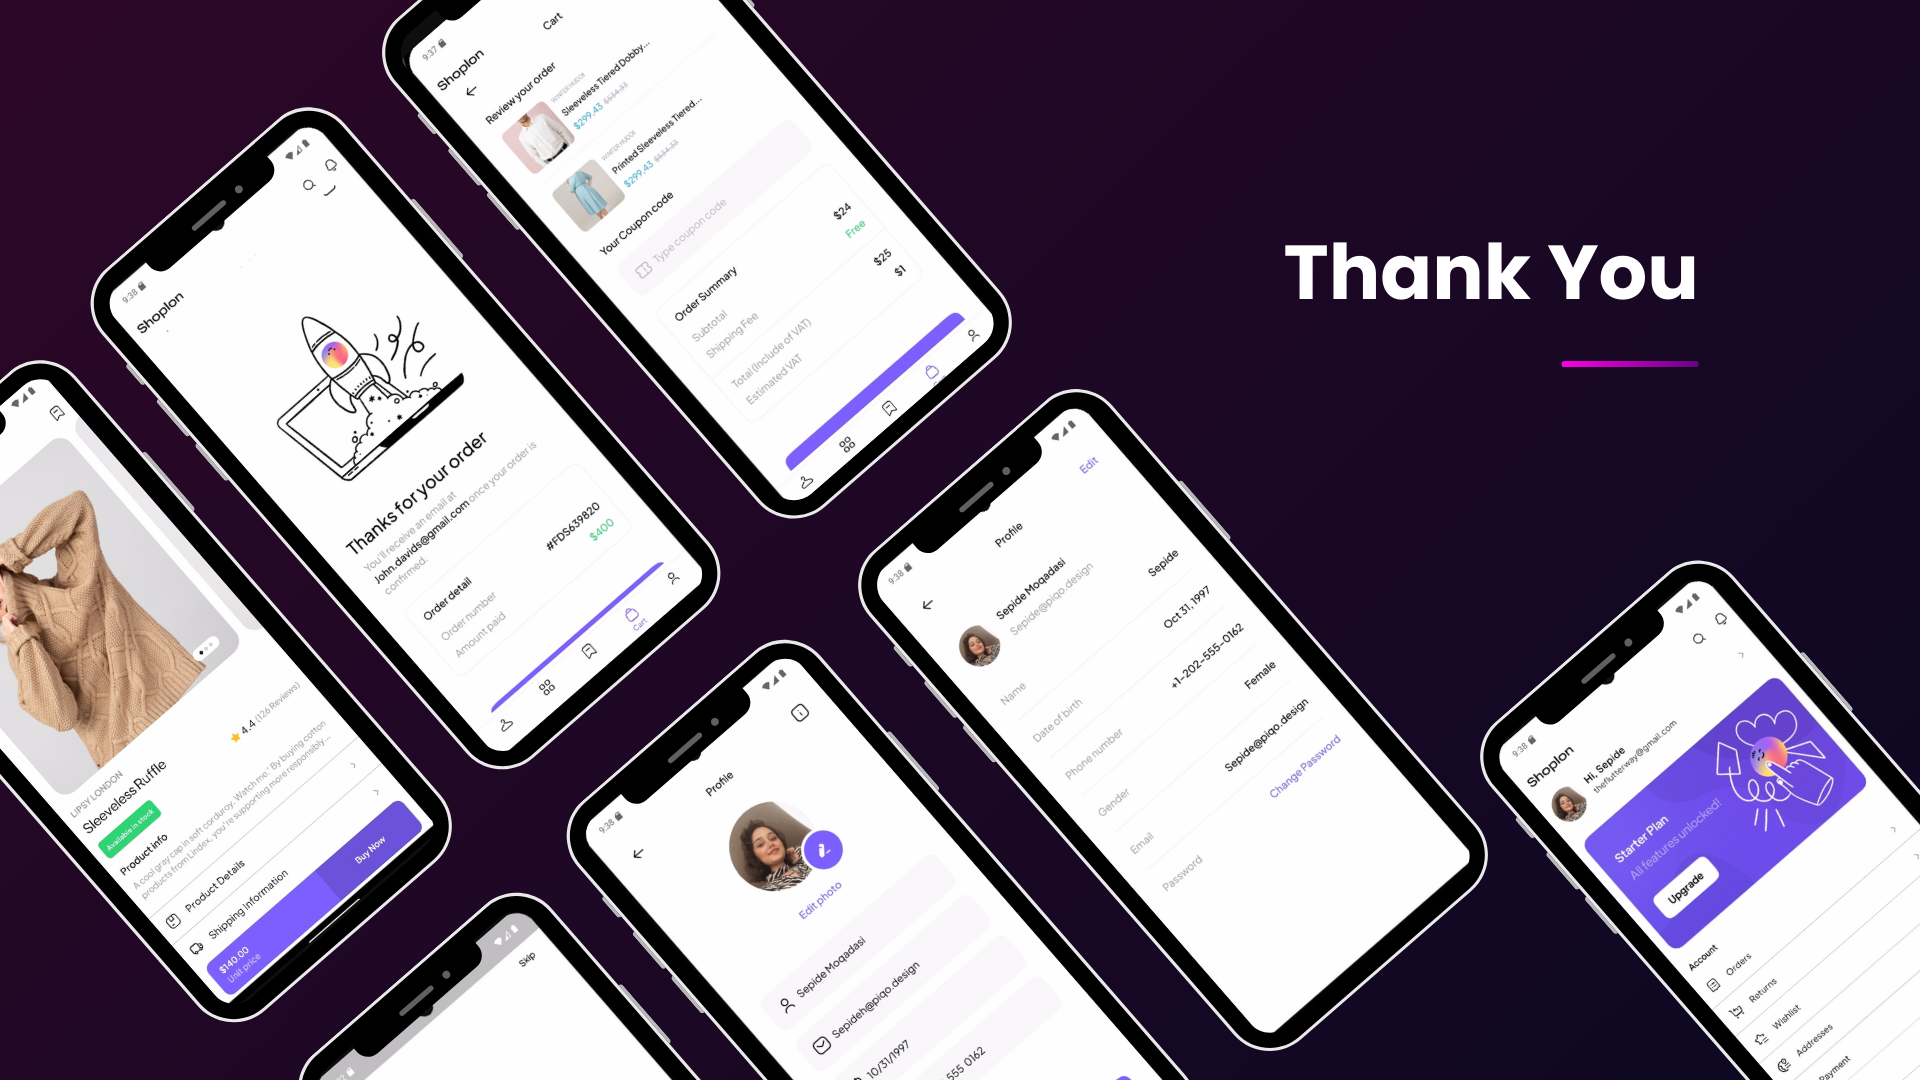 Thank You
9:37
Cart
Shoplon
Review your order
WINTER HUDDI
Sleeveless Tiered Dobby...
$299.43 $534.33
WINTER HUDDI
Printed Sleeveless Tiered...
$299.43 $534.33
Your Coupon code
Type coupon code
Order Summary
Subtotal $24
Shipping Fee Free
Total (Include of VAT) $25
Estimated VAT $1
9:38
Shoplon
Thanks for your order
You'll receive an email at
John.davids@gmail.com once your order is
confirmed.
Order detail
Order number #FDS639820
Amount paid $400
Cart
LIPSY LONDON
Sleeveless Ruffle
4.4 (126 Reviews)
Available in stock
Product info
A cool gray cap in soft corduroy. Watch me.' By buying cotton
products from Lindex, you're supporting more responsibly...
Product Details
Shipping Information
$140.00
Unit price
Buy Now
Skip
9:38
Profile
Edit photo
Sepide Moqadasi
Sepideh@piqo.design
10/31/1997
555 0162
9:38
Profile
Edit
Sepide Moqadasi
Sepide@piqo.design
Name Sepide
Date of birth Oct 31, 1997
Phone number +1-202-555-0162
Gender Female
Email Sepide@piqo.design
Password Change Password
9:38
Shoplon
Hi, Sepide
theflutterway@gmail.com
Starter Plan
All features unlocked!
Upgrade
Account
Orders
Returns
Wishlist
Addresses
Payment